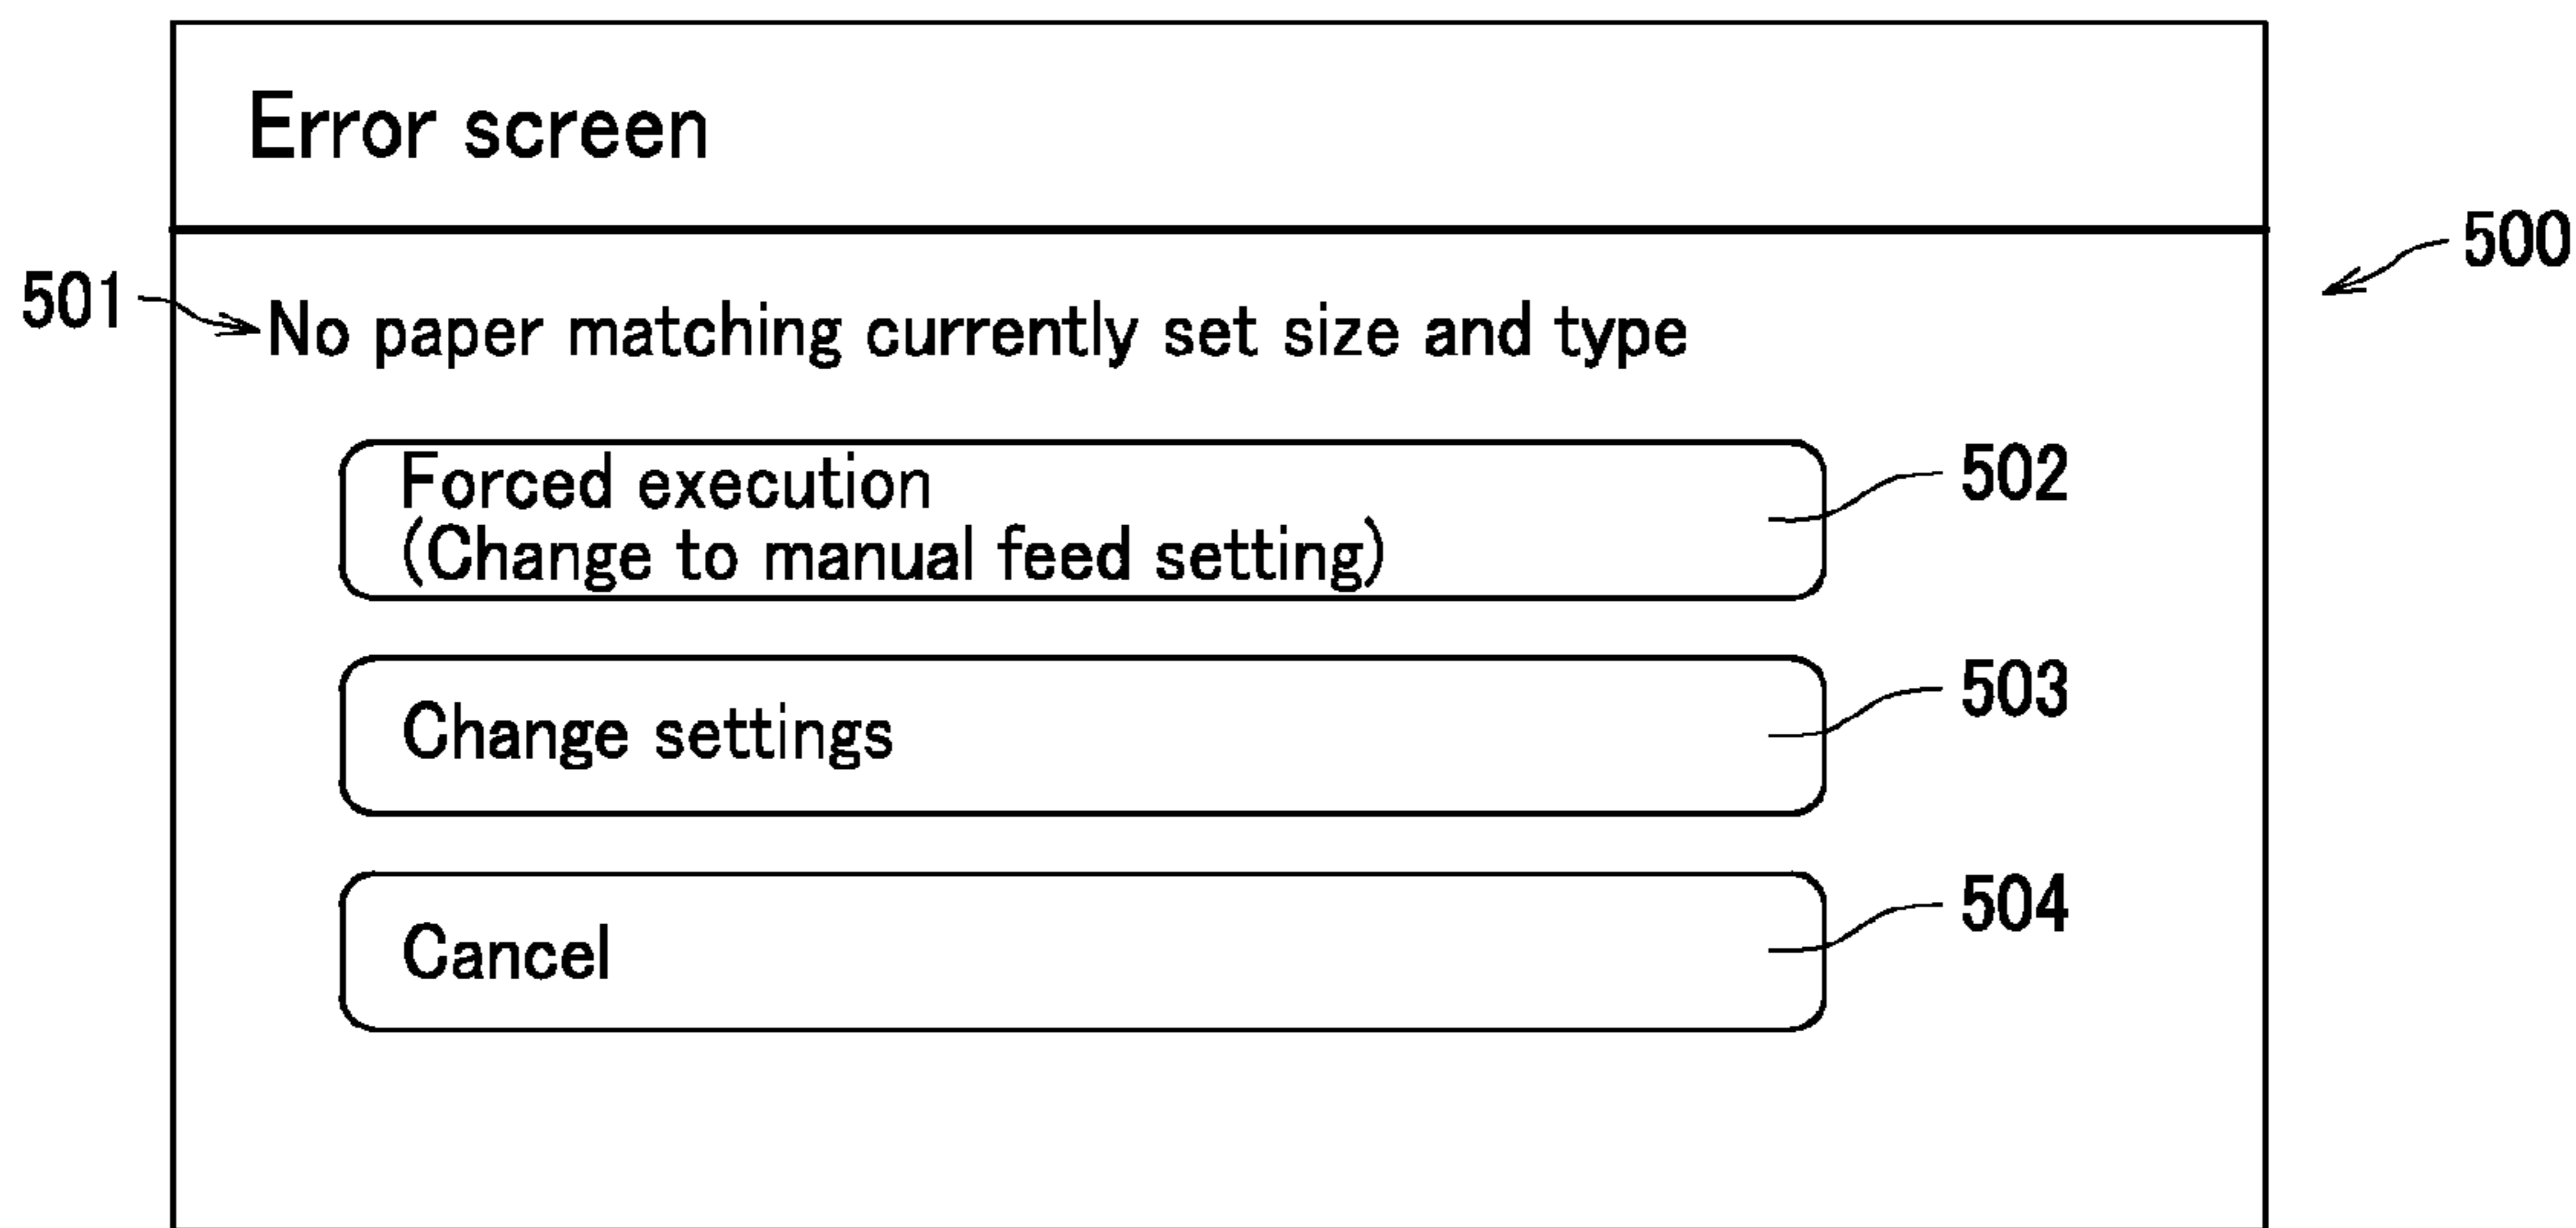 Error screen
500
501
No paper matching currently set size and type
Forced execution
(Change to manual feed setting)
502
Change settings
503
Cancel
504